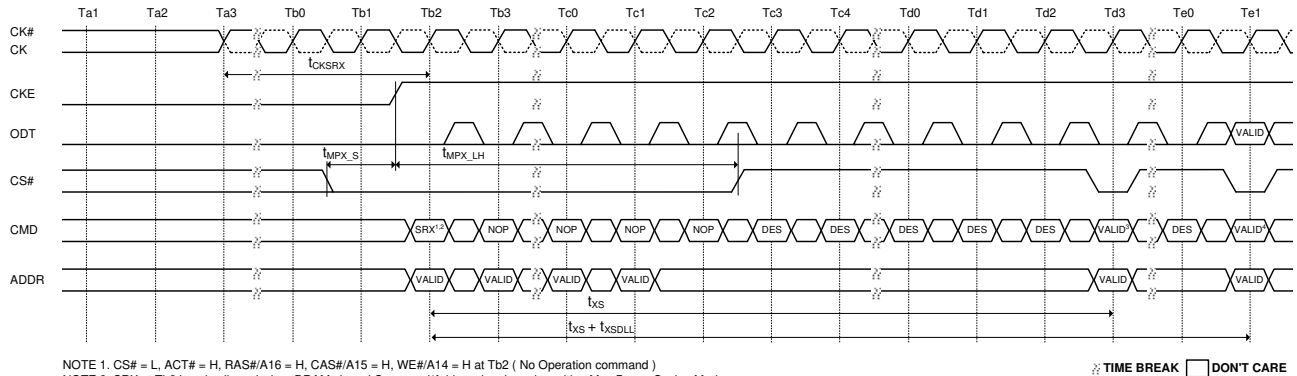 Ta1 Ta2 Ta3 Tb0 Tb1 Tb2 Tb3 Tc0 Tc1 Tc2 Tc3 Tc4 Td0 Td1 Td2 Td3 Te0 Te1
CK#
CK
tCKSRX
CKE
ODT
VALID
tMPX_S tMPX_LH
CS#
CMD SRX1,2 NOP NOP NOP NOP DES DES DES DES DES VALID3 DES VALID4
ADDR VALID VALID VALID VALID VALID VALID
tXS
tXS + tXSDLL
NOTE 1. CS# = L, ACT# = H, RAS#/A16 = H, CAS#/A15 = H, WE#/A14 = H at Tb2 ( No Operation command )
TIME BREAK DON'T CARE